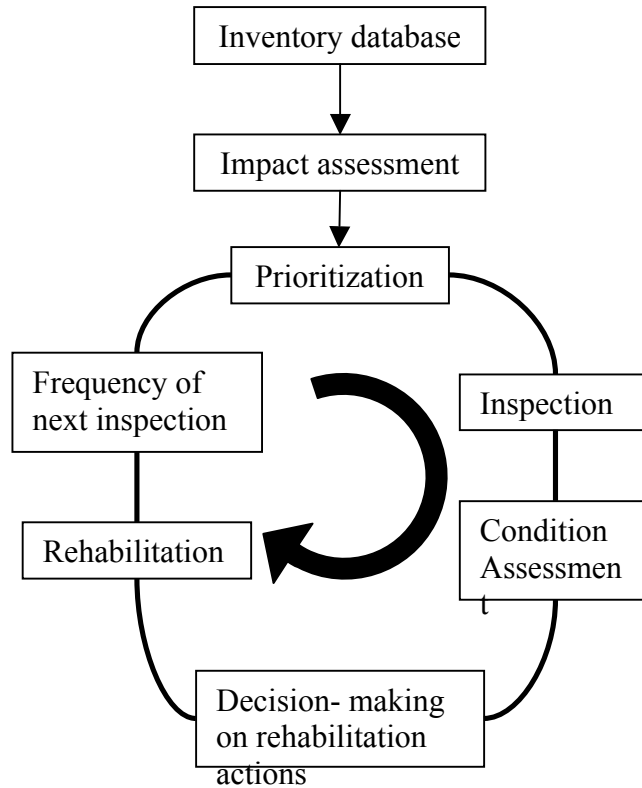 Inventory database
Impact assessment
Prioritization
Frequency of
next inspection
Inspection
Rehabilitation
Condition
Assessmen
t
Decision- making
on rehabilitation
actions